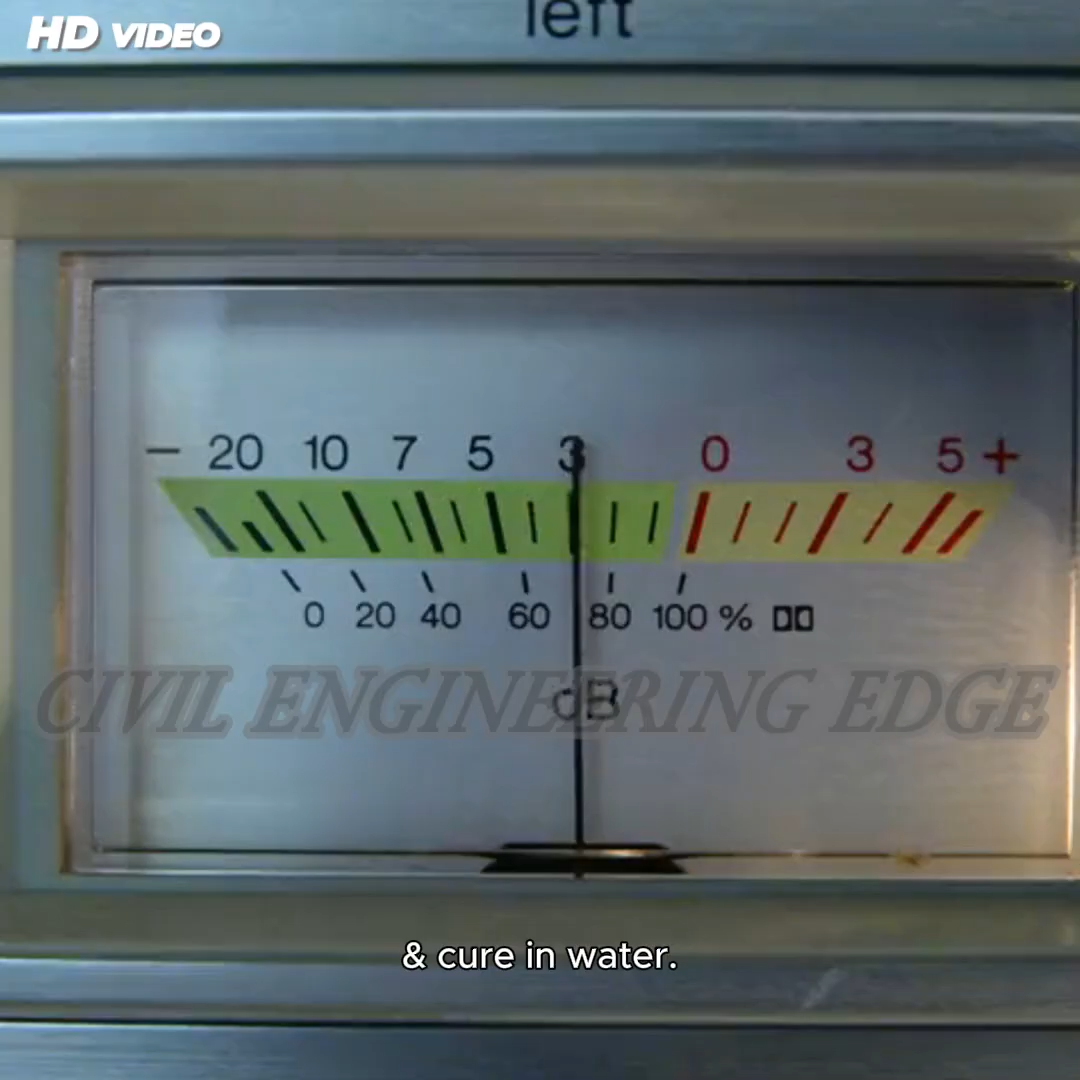 HD VIDEO
left
− 20 10 7 5 3 0 3 5 +
0 20 40 60 80 100 %
CIVIL ENGINEERING EDGE
dB
& cure in water.